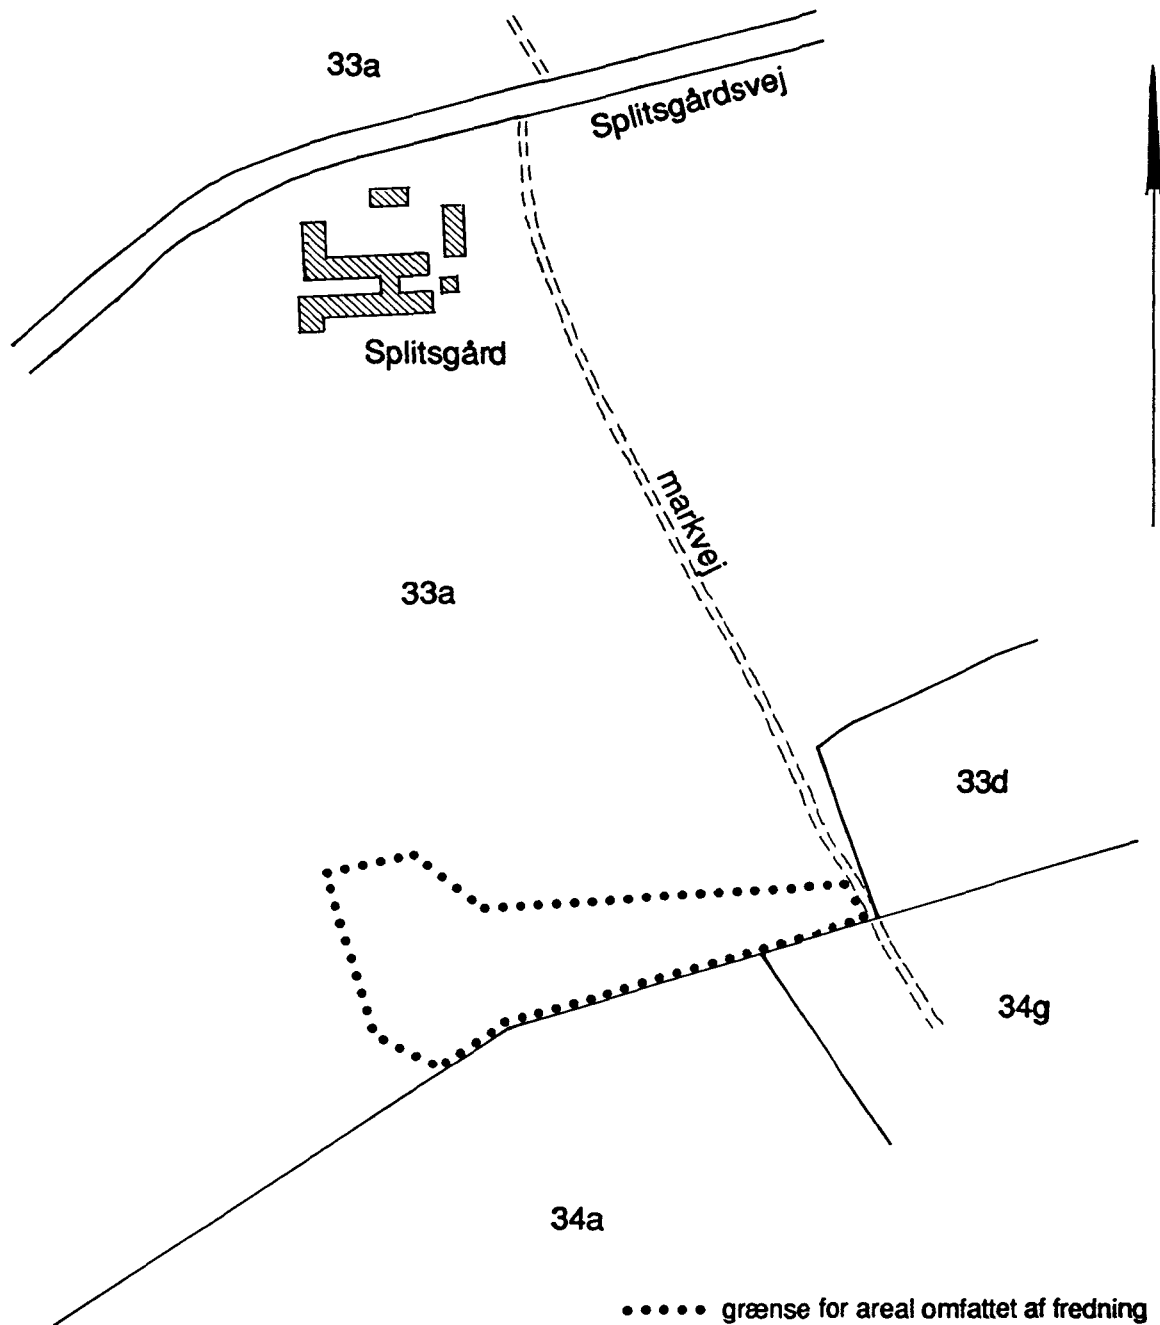 33a
Splitsgårdsvej
Splitsgård
markvej
33a
33d
34g
34a
grænse for areal omfattet af fredning